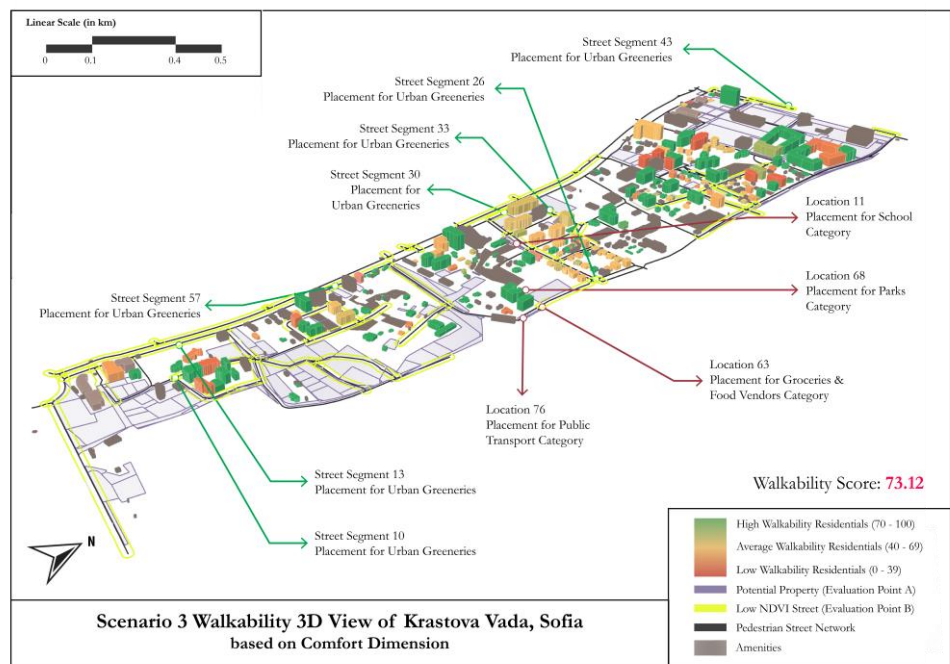 Linear Scale (in km)
0 0.1 0.4 0.5
Street Segment 43
Placement for Urban Greeneries
Street Segment 26
Placement for Urban Greeneries
Street Segment 33
Placement for Urban Greeneries
Street Segment 30
Placement for
Urban Greeneries
Location 11
Placement for School
Category
Location 68
Placement for Parks
Category
Street Segment 57
Placement for Urban Greeneries
Location 63
Placement for Groceries &
Food Vendors Category
Location 76
Placement for Public
Transport Category
Street Segment 13
Placement for Urban Greeneries
Street Segment 10
Placement for Urban Greeneries
N
Walkability Score: 73.12
High Walkability Residentials (70 - 100)
Average Walkability Residentials (40 - 69)
Low Walkability Residentials (0 - 39)
Potential Property (Evaluation Point A)
Low NDVI Street (Evaluation Point B)
Pedestrian Street Network
Amenities
Scenario 3 Walkability 3D View of Krastova Vada, Sofia
based on Comfort Dimension